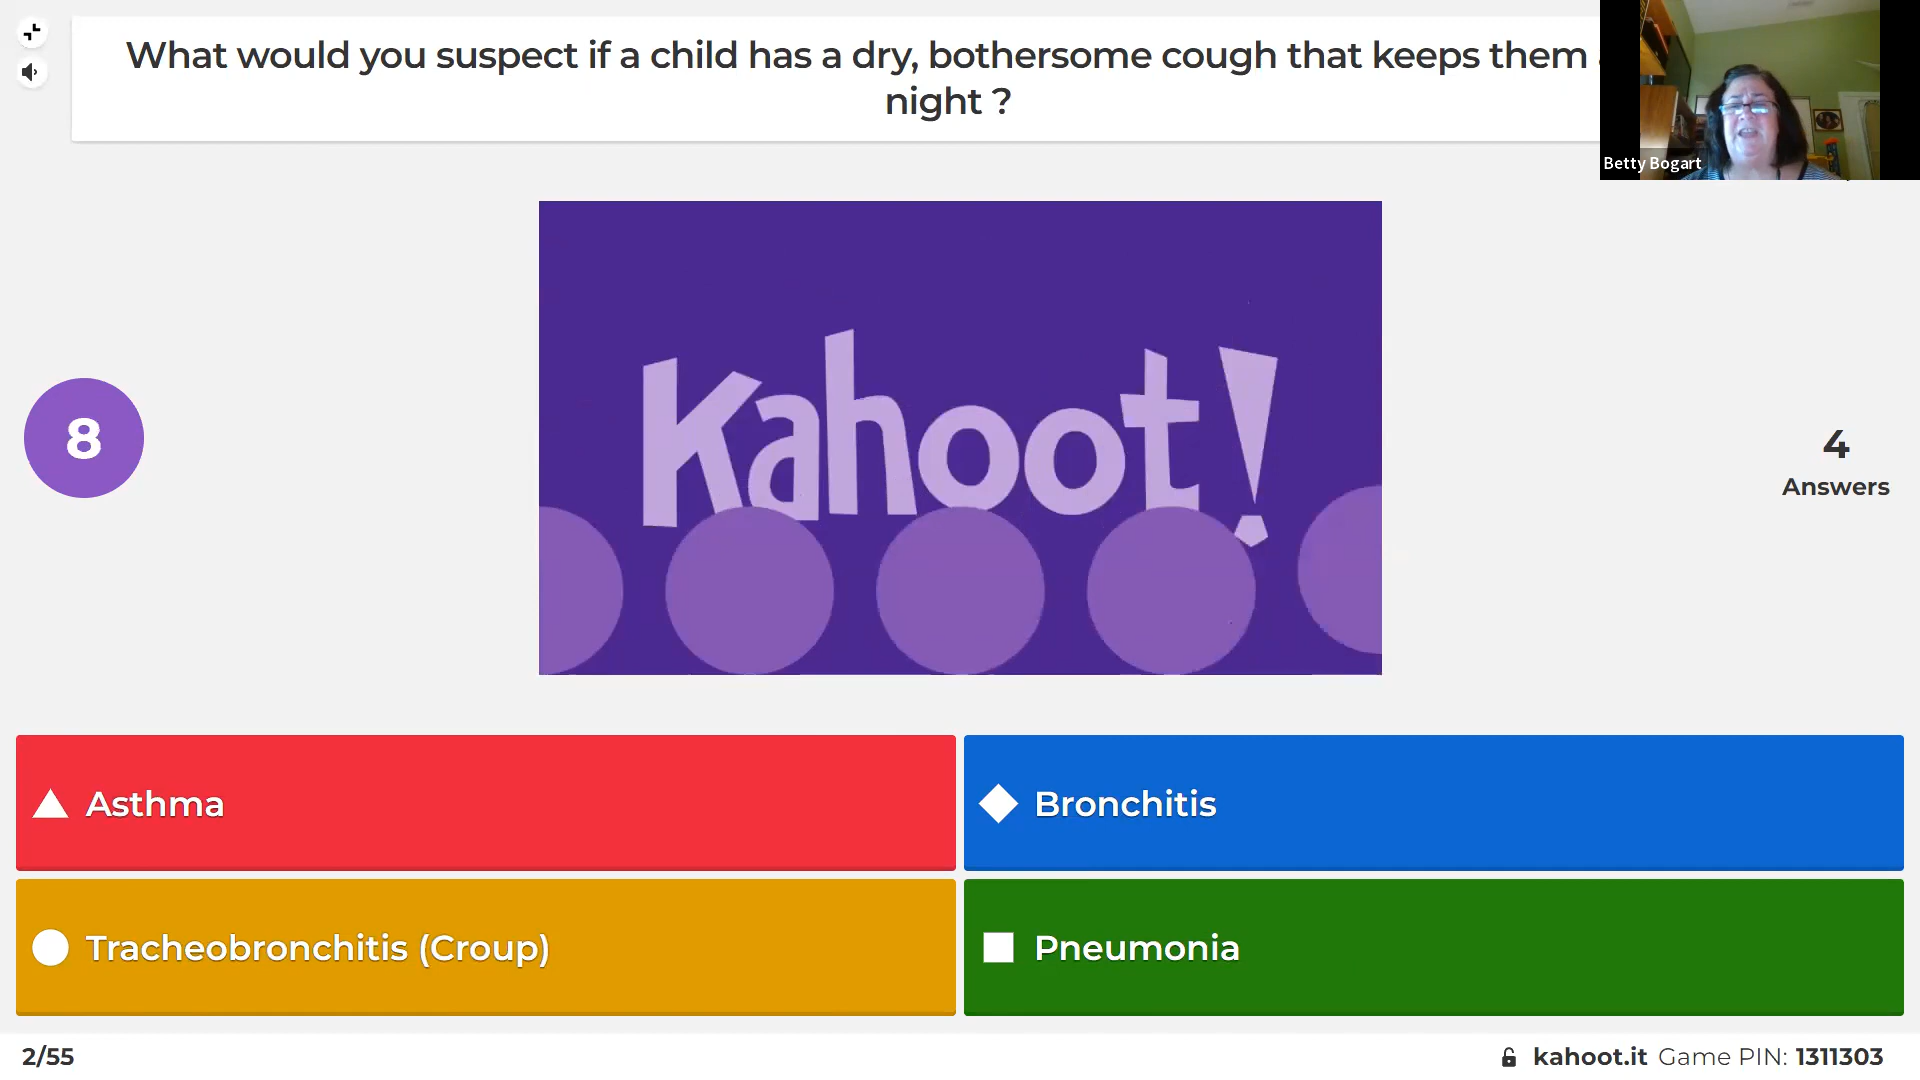 What would you suspect if a child has a dry, bothersome cough that keeps them
night ?
Betty Bogart
Kahoot!
8
4
Answers
Asthma
Bronchitis
Tracheobronchitis (Croup)
Pneumonia
2/55
kahoot.it Game PIN: 1311303